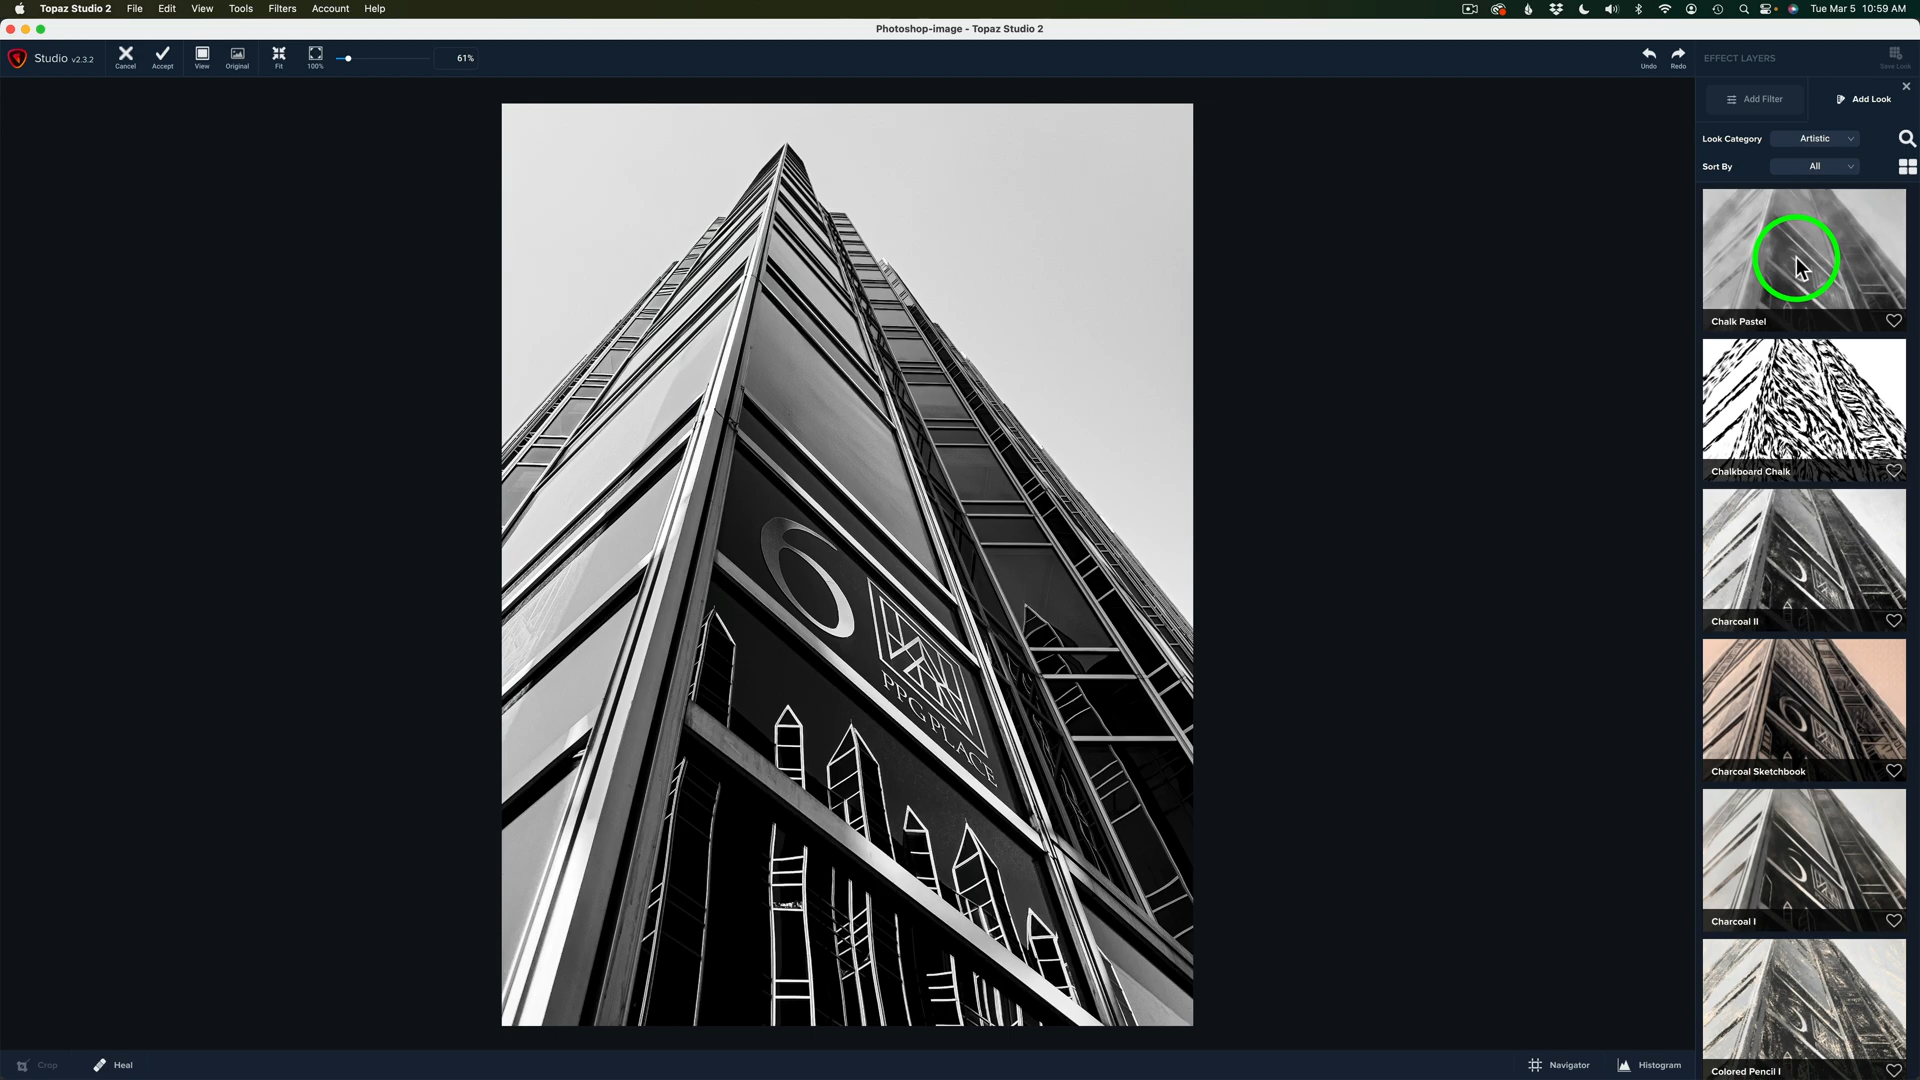 Topaz Studio 2 File Edit View Tools Filters Account Help Tue Mar 5 10:59 AM
Photoshop-image - Topaz Studio 2
Studio v2.3.2 Cancel Accept View Original Fit 100% 61% Undo Redo EFFECT LAYERS Save Look
Add Filter Add Look
Look Category Artistic
Sort By All
Chalk Pastel
Chalkboard Chalk
Charcoal II
Charcoal Sketchbook
Charcoal I
Colored Pencil I
6
PPG PLACE
Crop Heal Navigator Histogram